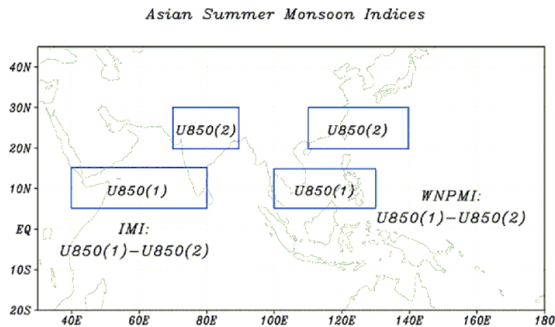 Asian Summer Monsoon Indices
40N
30N
U850(2)
U850(2)
20N
U850(1)
U850(1)
10N
WNPMI:
U850(1)-U850(2)
EQ
IMI:
U850(1)-U850(2)
10S
20S
40E
60E
80E
100E
120E
140E
160E
180